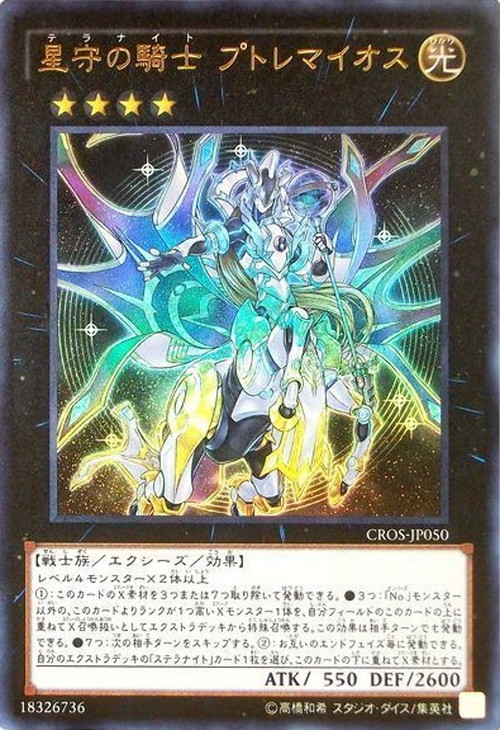 テラナイト
星守の騎士 プトレマイオス
ひかり
光
CROS-JP050
【戦士族/エクシーズ/効果】
レベル4モンスター×2体以上
①:このカードのX素材を3つまたは7つ取り除いて発動できる。●3つ:「No.」モンスター
以外の、このカードよりランクが1つ高いXモンスター1体を、自分フィールドのこのカードの上に
重ねてX召喚扱いとしてエクストラデッキから特殊召喚する。この効果は相手ターンでも発動
できる。●7つ:次の相手ターンをスキップする。②:お互いのエンドフェイズ毎に発動できる。
自分のエクストラデッキの「ステラナイト」カード1枚を選び、このカードの下に重ねてX素材とする。
ATK/ 550 DEF/2600
18326736
©高橋和希 スタジオ・ダイス/集英社